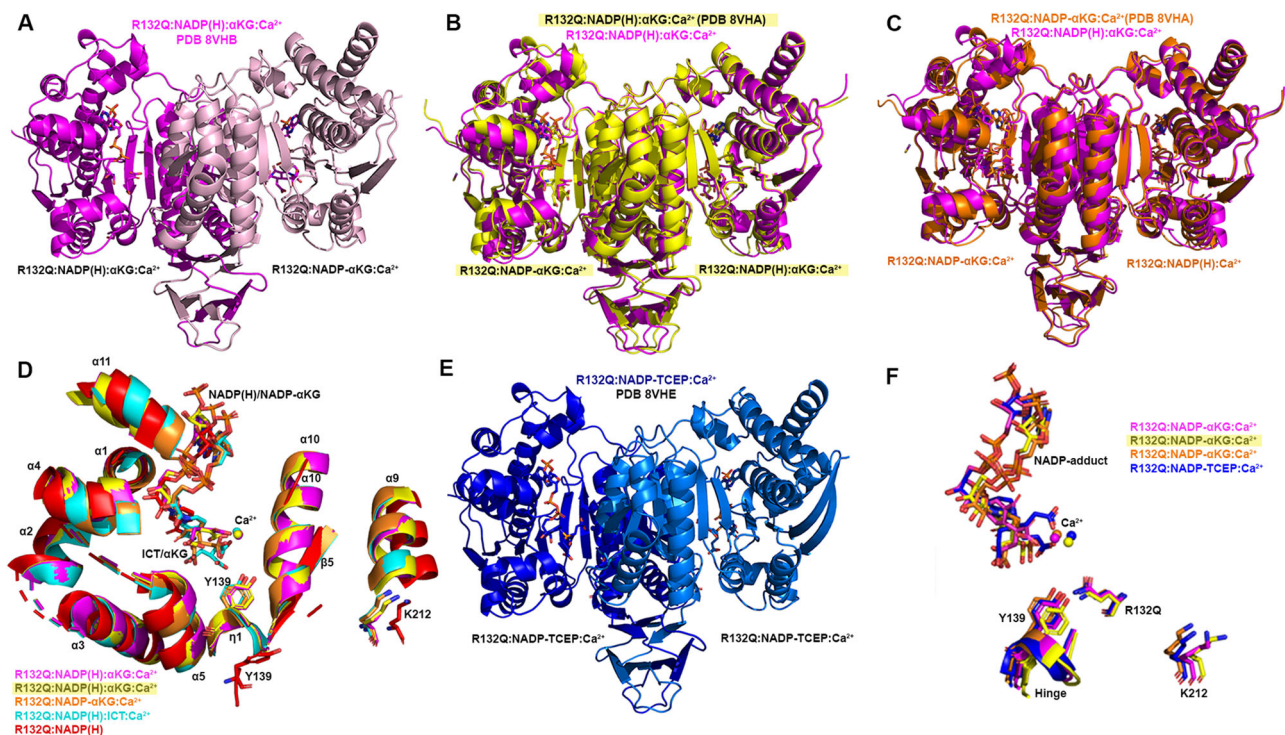 A
R132Q:NADP(H):αKG:Ca²⁺
PDB 8VHB
R132Q:NADP(H):αKG:Ca²⁺
R132Q:NADP-αKG:Ca²⁺
B
R132Q:NADP(H):αKG:Ca²⁺ (PDB 8VHA)
R132Q:NADP(H):αKG:Ca²⁺
R132Q:NADP-αKG:Ca²⁺
R132Q:NADP(H):αKG:Ca²⁺
C
R132Q:NADP-αKG:Ca²⁺(PDB 8VHA)
R132Q:NADP(H):αKG:Ca²⁺
R132Q:NADP-αKG:Ca²⁺
R132Q:NADP(H):Ca²⁺
D
α11
NADP(H)/NADP-αKG
α1
α4
α10
α10
α9
α2
Ca²⁺
ICT/αKG
β5
Y139
K212
α3
η1
α5
Y139
R132Q:NADP(H):αKG:Ca²⁺
R132Q:NADP(H):αKG:Ca²⁺
R132Q:NADP-αKG:Ca²⁺
R132Q:NADP(H):ICT:Ca²⁺
R132Q:NADP(H)
E
R132Q:NADP-TCEP:Ca²⁺
PDB 8VHE
R132Q:NADP-TCEP:Ca²⁺
R132Q:NADP-TCEP:Ca²⁺
F
R132Q:NADP-αKG:Ca²⁺
R132Q:NADP-αKG:Ca²⁺
R132Q:NADP-αKG:Ca²⁺
R132Q:NADP-TCEP:Ca²⁺
NADP-adduct
Ca²⁺
Y139
R132Q
Hinge
K212